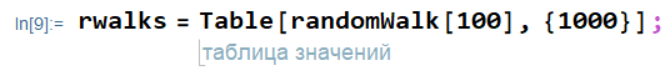 In[9]:= rwalks = Table[randomWalk[100], {1000}];
таблица значений